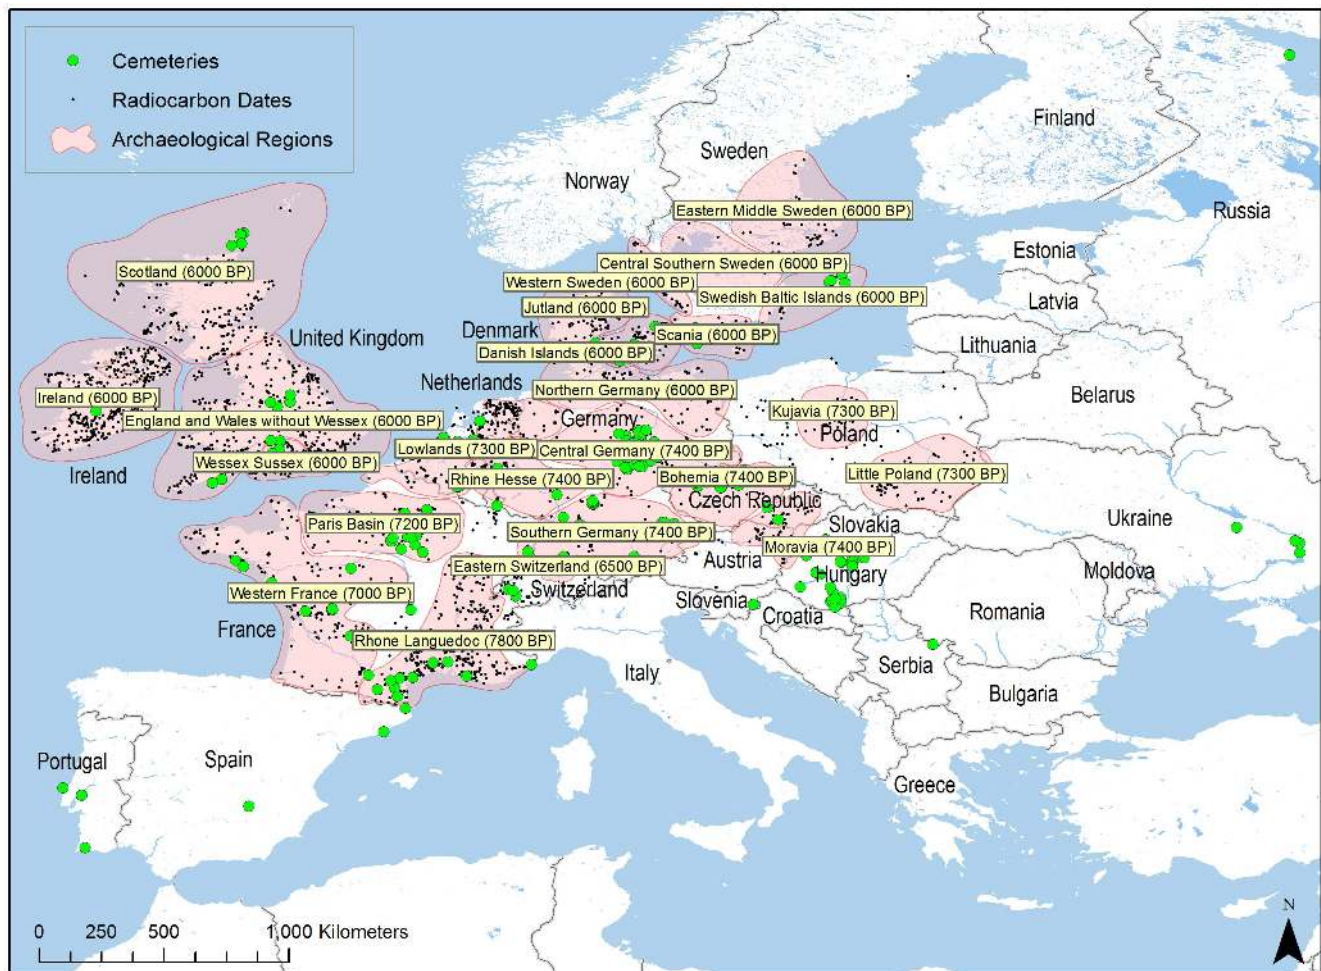 Cemeteries
Radiocarbon Dates
Archaeological Regions
Finland
Sweden
Norway
Russia
Eastern Middle Sweden (6000 BP)
Estonia
Scotland (6000 BP)
Central Southern Sweden (6000 BP)
Western Sweden (6000 BP)
Swedish Baltic Islands (6000 BP)
Latvia
Jutland (6000 BP)
United Kingdom
Denmark
Scania (6000 BP)
Lithuania
Danish Islands (6000 BP)
Netherlands
Northern Germany (6000 BP)
Belarus
Ireland (6000 BP)
Kujavia (7300 BP)
England and Wales without Wessex (6000 BP)
Germany
Poland
Lowlands (7300 BP)
Central Germany (7400 BP)
Wessex Sussex (6000 BP)
Ireland
Rhine Hesse (7400 BP)
Bohemia (7400 BP)
Little Poland (7300 BP)
Czech Republic
Paris Basin (7200 BP)
Slovakia
Ukraine
Southern Germany (7400 BP)
Moravia (7400 BP)
Austria
Eastern Switzerland (6500 BP)
Hungary
Moldova
Switzerland
Western France (7000 BP)
Slovenia
Croatia
Romania
France
Rhone Languedoc (7800 BP)
Italy
Serbia
Bulgaria
Portugal
Spain
Greece
N
0 250 500 1,000 Kilometers